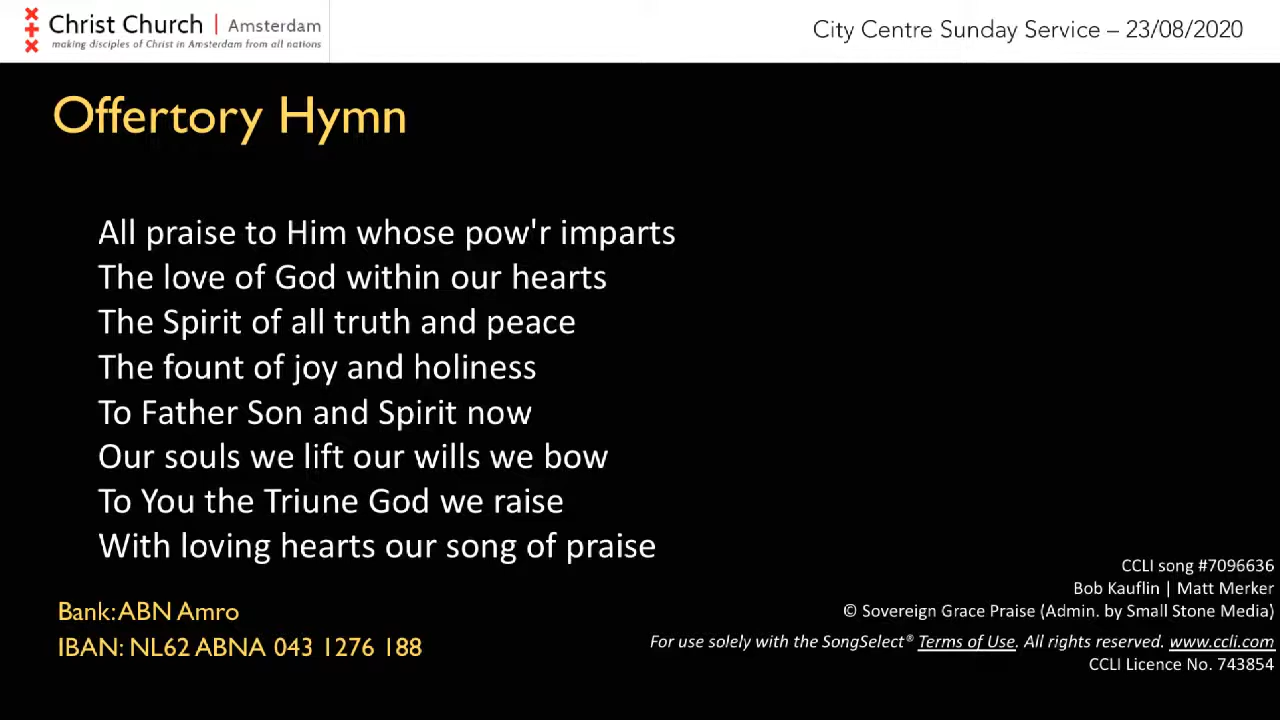 Christ Church | Amsterdam
making disciples of Christ in Amsterdam from all nations
City Centre Sunday Service – 23/08/2020
Offertory Hymn
All praise to Him whose pow'r imparts
The love of God within our hearts
The Spirit of all truth and peace
The fount of joy and holiness
To Father Son and Spirit now
Our souls we lift our wills we bow
To You the Triune God we raise
With loving hearts our song of praise
Bank: ABN Amro
IBAN: NL62 ABNA 043 1276 188
CCLI song #7096636
Bob Kauflin | Matt Merker
© Sovereign Grace Praise (Admin. by Small Stone Media)
For use solely with the SongSelect® Terms of Use. All rights reserved. www.ccli.com
CCLI Licence No. 743854